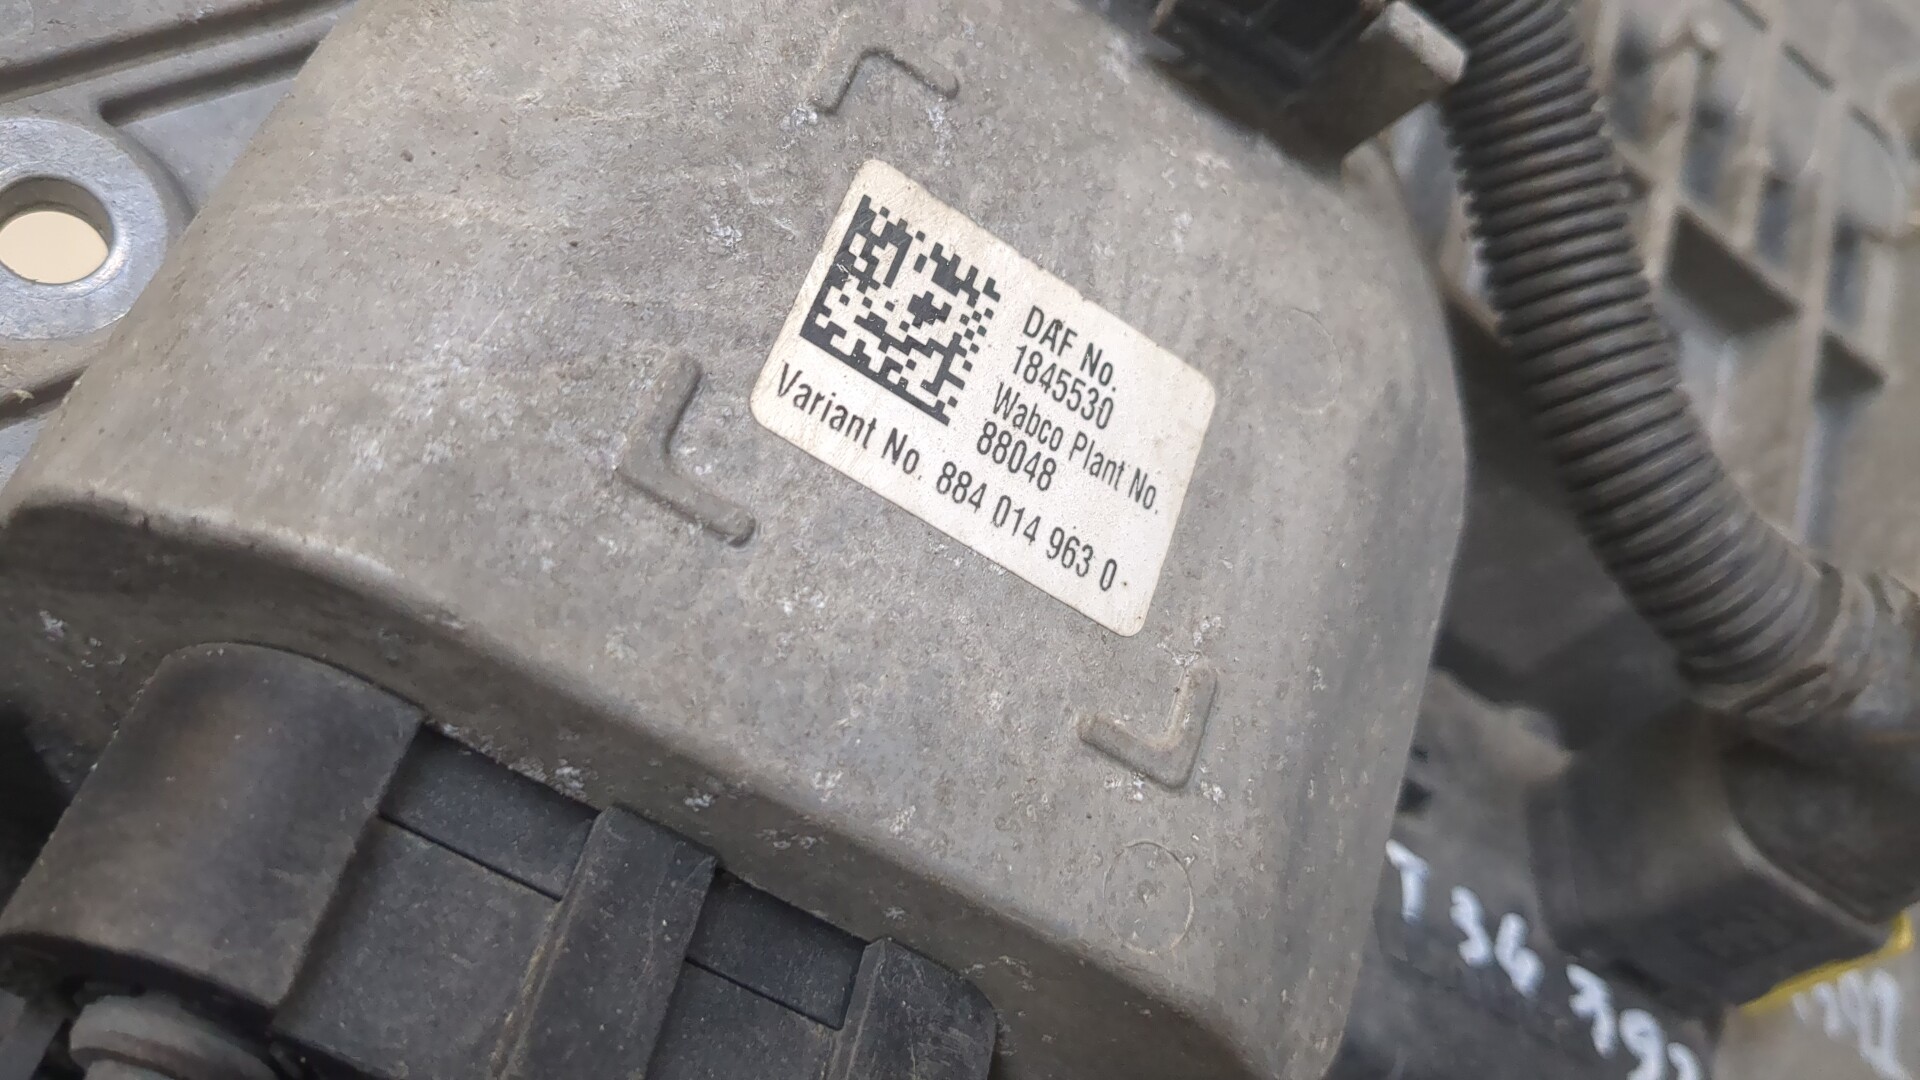 DAF No.
1845530
Wabco Plant No.
88048
Variant No. 884 014 963 0